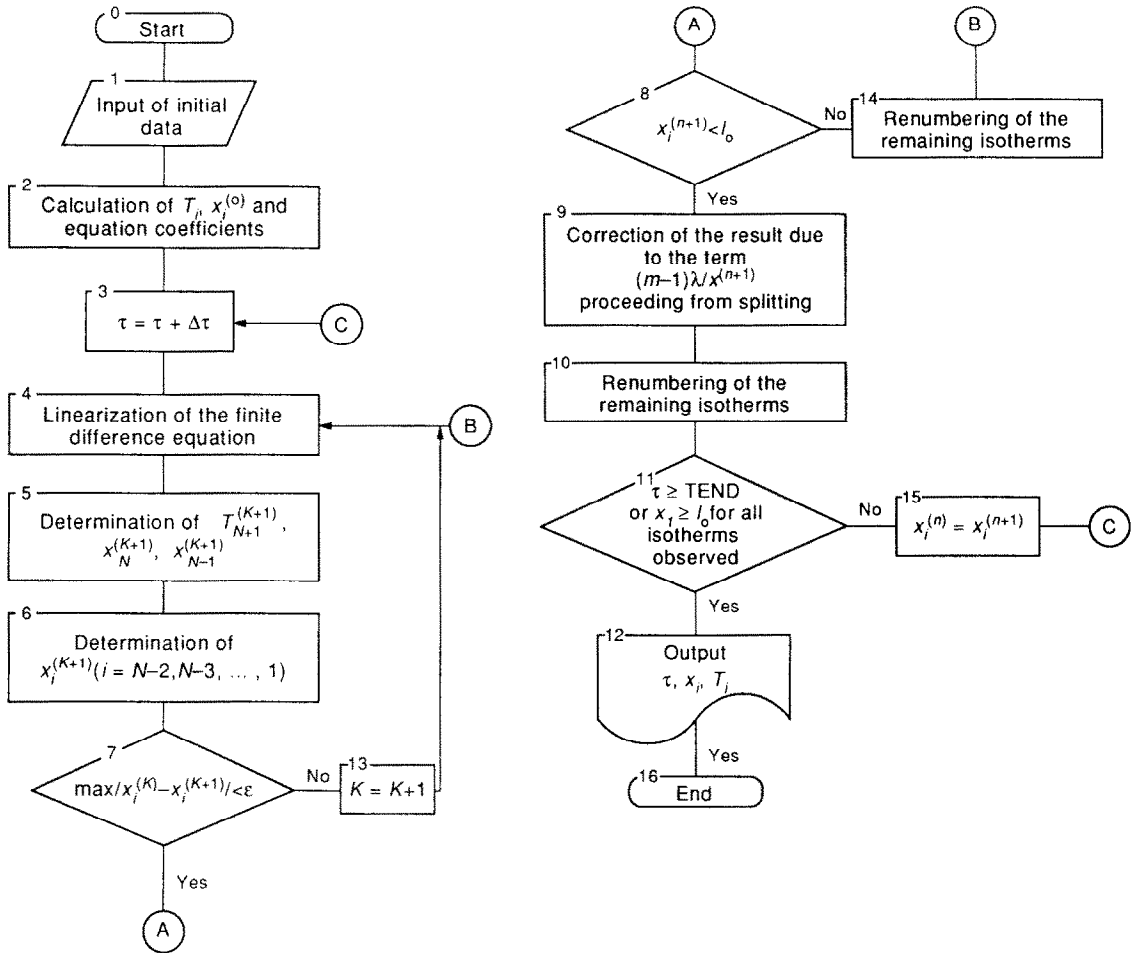 0
Start
1
Input of initial
data
2
Calculation of T_i, x_i^(o) and
equation coefficients
3
τ = τ + Δτ
C
4
Linearization of the finite
difference equation
B
5
Determination of T_{N+1}^(K+1),
x_N^(K+1), x_{N-1}^(K+1)
6
Determination of
x_i^(K+1)(i = N–2,N–3, ... , 1)
7
max/x_i^(K)–x_i^(K+1)/<ε
No
13
K = K+1
Yes
A
A
8
x_i^(n+1)<l_o
No
B
14
Renumbering of the
remaining isotherms
Yes
9
Correction of the result due
to the term
(m–1)λ/x^(n+1)
proceeding from splitting
10
Renumbering of the
remaining isotherms
11
τ ≥ TEND
or x_1 ≥ l_o for all
isotherms
observed
No
15
x_i^(n) = x_i^(n+1)
C
Yes
12
Output
τ, x_i, T_i
Yes
16
End